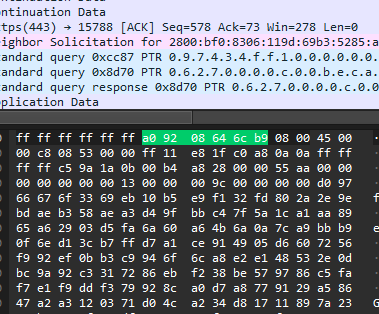 Continuation Data
ttps(443) → 15788 [ACK] Seq=578 Ack=73 Win=278 Len=0
eighbor Solicitation for 2800:bf0:8306:119d:69b3:5285:a
tandard query 0xcc87 PTR 0.9.7.4.3.4.f.f.1.0.0.0.0.0.0.
tandard query 0x8d70 PTR 0.6.2.7.0.0.0.0.c.0.0.b.e.c.a.
tandard query response 0x8d70 PTR 0.6.2.7.0.0.0.0.c.0.0
pplication Data
ff ff ff ff ff ff a0 92 08 64 6c b9 08 00 45 00
00 c8 08 53 00 00 ff 11 e8 1f c0 a8 0a 0a ff ff
ff ff c5 9a 1a 0b 00 b4 a8 28 00 00 55 aa 00 00
00 00 00 00 00 13 00 00 00 9c 00 00 00 00 d0 97
66 67 6f 33 69 eb 10 b5 e9 f1 32 fd 80 2a 2e 9e
bd ae b3 58 ae a3 d4 9f bb c4 7f 5a 1c a1 aa 89
65 a6 29 03 d5 fa 6a 60 a6 4b 6a 0a 7c a9 bb b9
0f 6e d1 3c b7 ff d7 a1 ce 91 49 05 d6 60 72 56
f9 92 ef 0b b3 c9 94 6f 6c a8 e2 e1 48 53 2e 0d
bc 9a 92 c3 31 72 86 eb f2 38 be 57 97 86 c5 fa
f7 e1 f9 dd f3 79 92 8c a0 d7 a8 77 91 29 a5 86
47 a2 a3 12 03 71 d0 4c a2 34 d8 17 11 89 7a 23